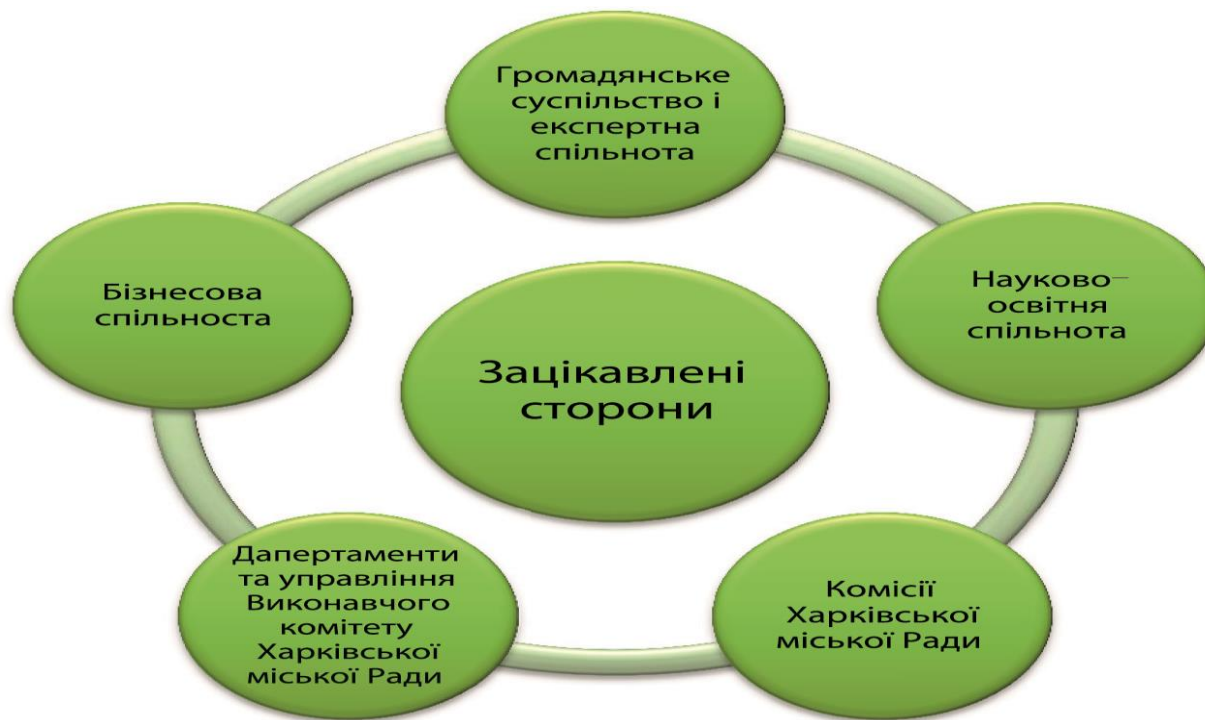 Громадянське
суспільство і
експертна
спільнота
Бізнесова
спільноста
Науково–
освітня
спільнота
Зацікавлені
сторони
Дапертаменти
та управління
Виконавчого
комітету
Харківської
міської Ради
Комісії
Харківської
міської Ради